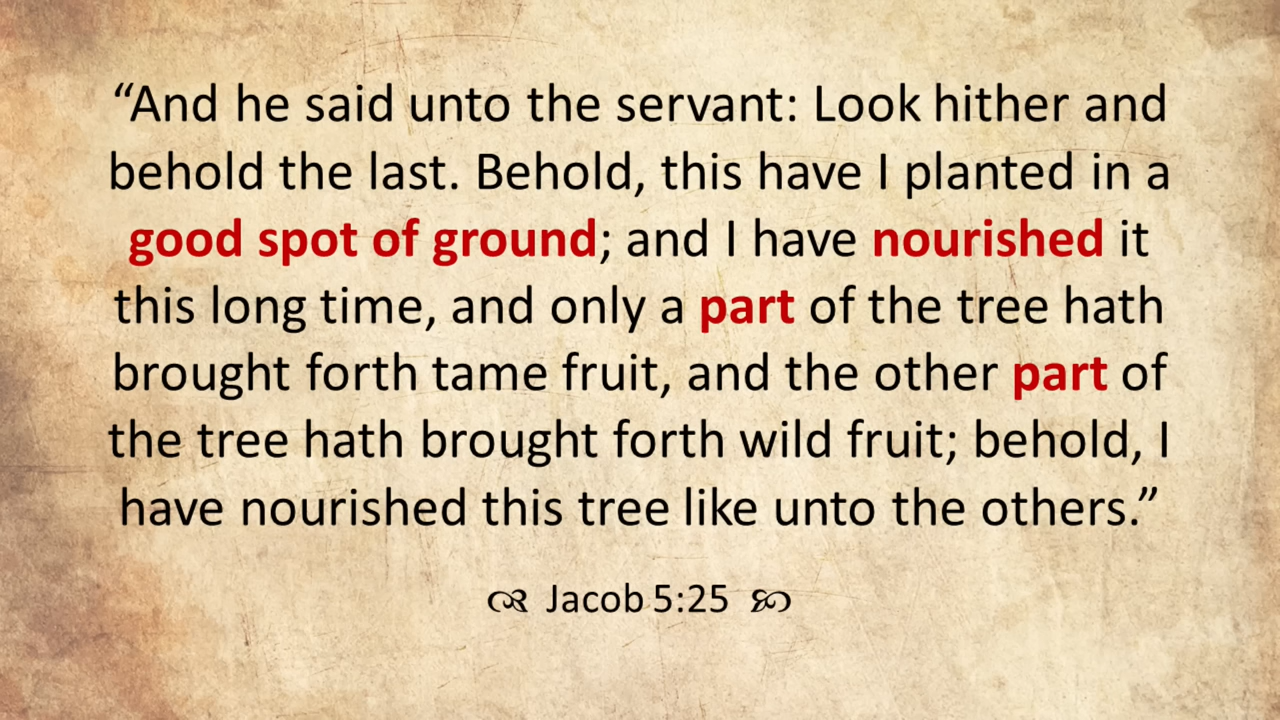 “And he said unto the servant: Look hither and
behold the last. Behold, this have I planted in a
good spot of ground; and I have nourished it
this long time, and only a part of the tree hath
brought forth tame fruit, and the other part of
the tree hath brought forth wild fruit; behold, I
have nourished this tree like unto the others.”
Jacob 5:25